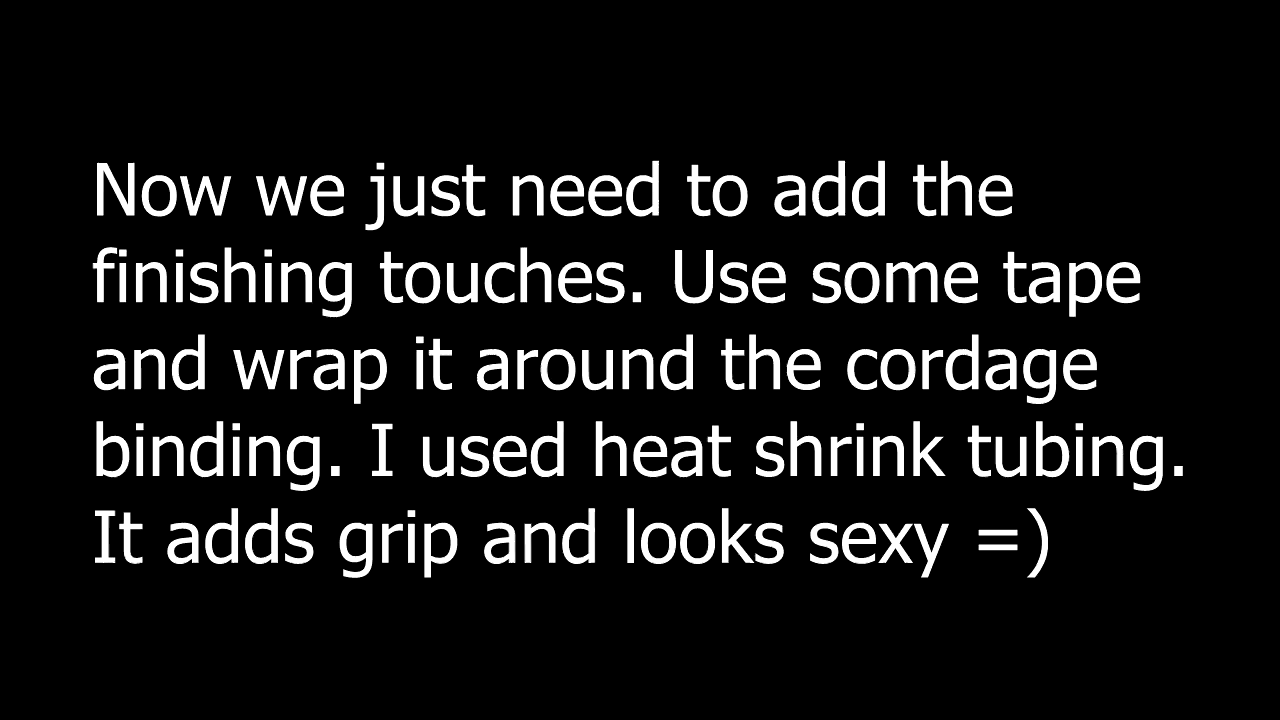 Now we just need to add the
finishing touches. Use some tape
and wrap it around the cordage
binding. I used heat shrink tubing.
It adds grip and looks sexy =)